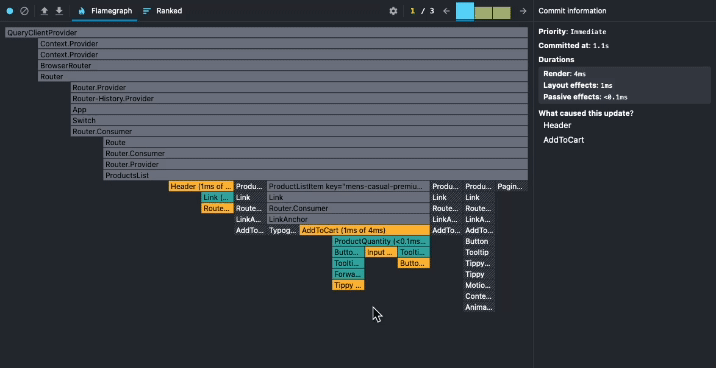 Flamegraph Ranked 1 / 3 Commit information
QueryClientProvider
Context.Provider
Context.Provider
BrowserRouter
Router
Router.Provider
Router-History.Provider
App
Switch
Router.Consumer
Route
Router.Consumer
Router.Provider
ProductsList
Header (1ms of ... Produ... ProductListItem key="mens-casual-premiu... Produ... Produ... Pagin...
Link (... Link Link Link Link
Route... Route... Router.Consumer Route... Route...
LinkA... LinkAnchor LinkA... LinkA...
AddTo... Typog... AddToCart (1ms of 4ms) AddTo... AddTo...
ProductQuantity (<0.1ms... Button
Butto... Input ... Toolti... Tooltip
Toolti... Butto... Tippy...
Forwa... Tippy
Tippy ... Motio...
Conte...
Anima...
Priority: Immediate
Committed at: 1.1s
Durations
Render: 4ms
Layout effects: 1ms
Passive effects: <0.1ms
What caused this update?
Header
AddToCart